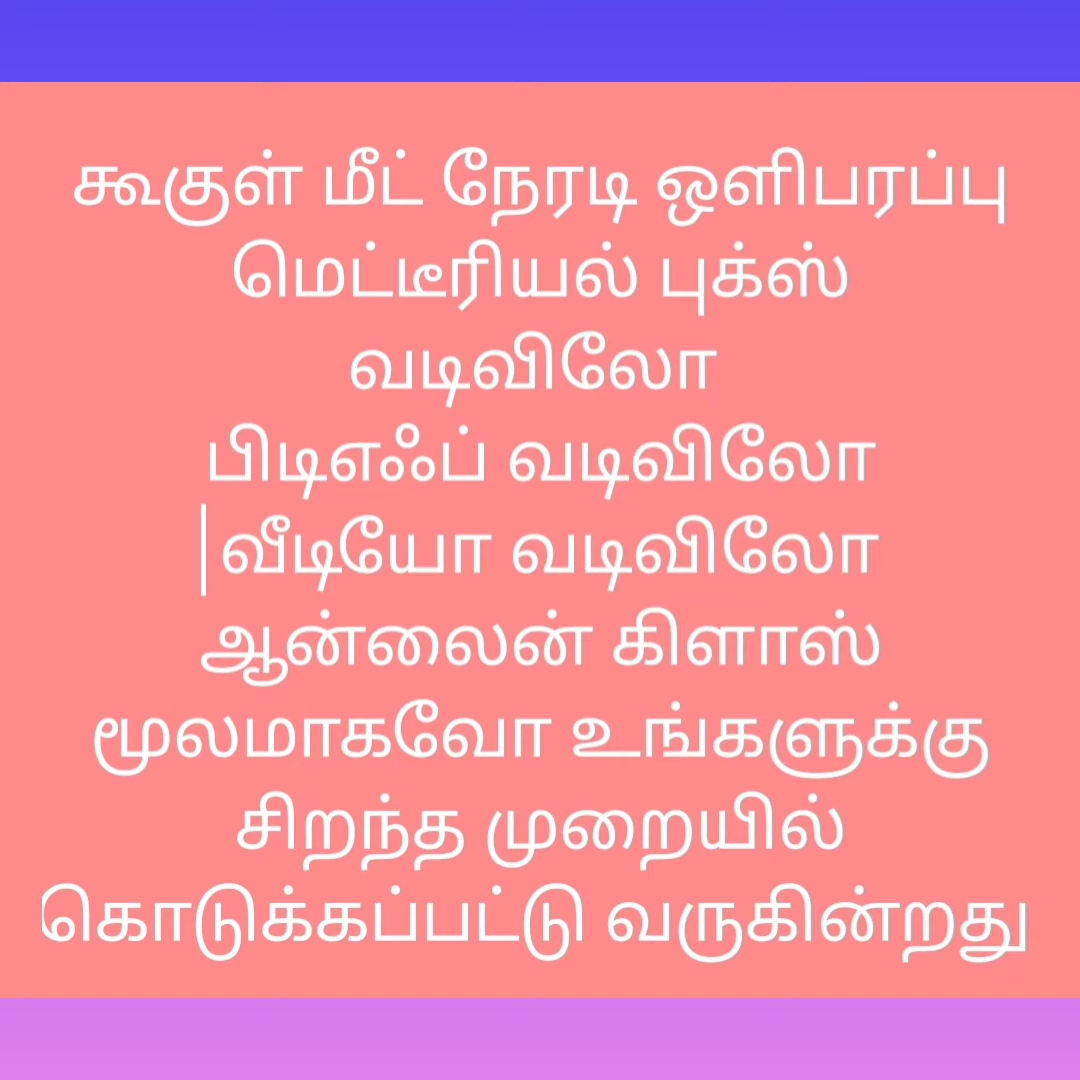 கூகுள் மீட் நேரடி ஒளிபரப்பு
மெட்டீரியல் புக்ஸ்
வடிவிலோ
பிடிஎஃப் வடிவிலோ
|வீடியோ வடிவிலோ
ஆன்லைன் கிளாஸ்
மூலமாகவோ உங்களுக்கு
சிறந்த முறையில்
கொடுக்கப்பட்டு வருகின்றது